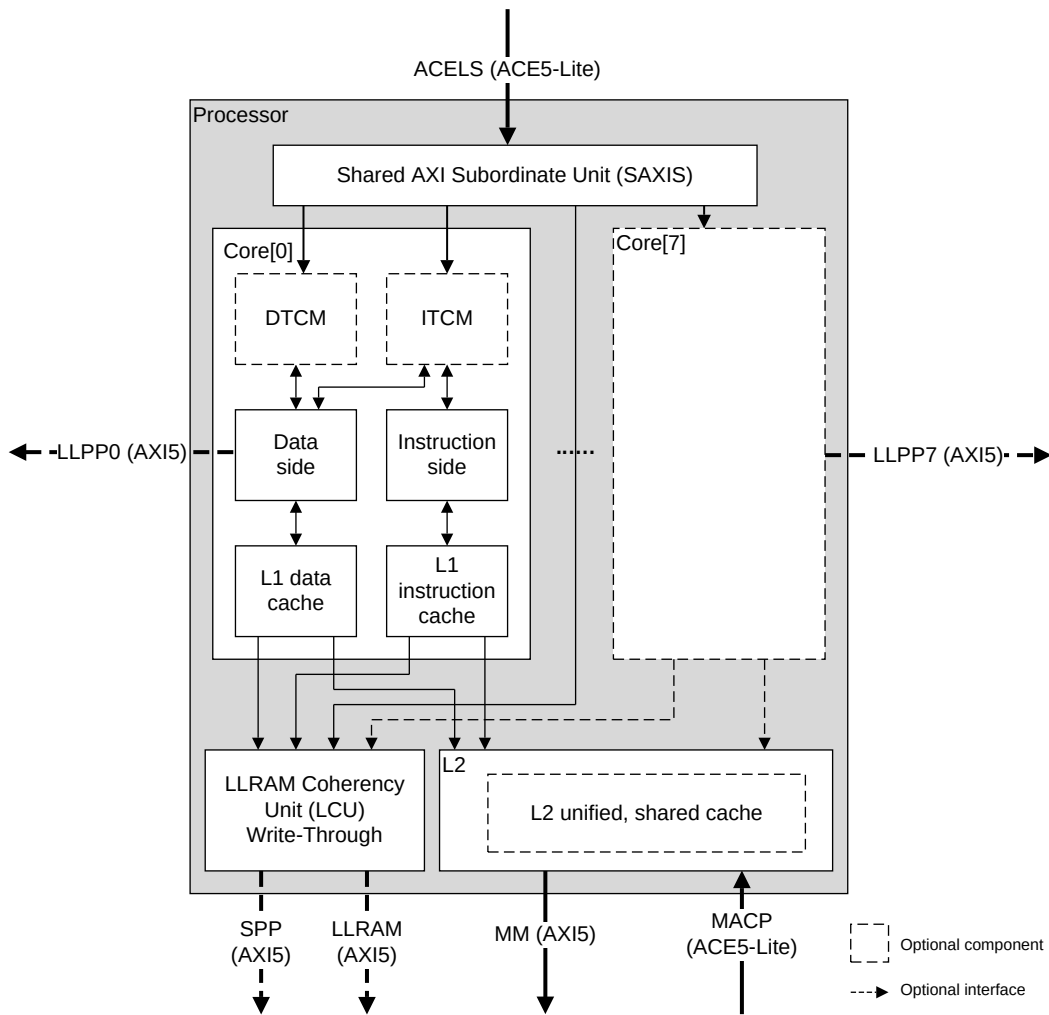 ACELS (ACE5-Lite)
Processor
Shared AXI Subordinate Unit (SAXIS)
Core[0]
Core[7]
DTCM
ITCM
LLPP0 (AXI5)
Data
side
Instruction
side
......
LLPP7 (AXI5)
L1 data
cache
L1
instruction
cache
LLRAM Coherency
Unit (LCU)
Write-Through
L2
L2 unified, shared cache
SPP
(AXI5)
LLRAM
(AXI5)
MM (AXI5)
MACP
(ACE5-Lite)
Optional component
Optional interface